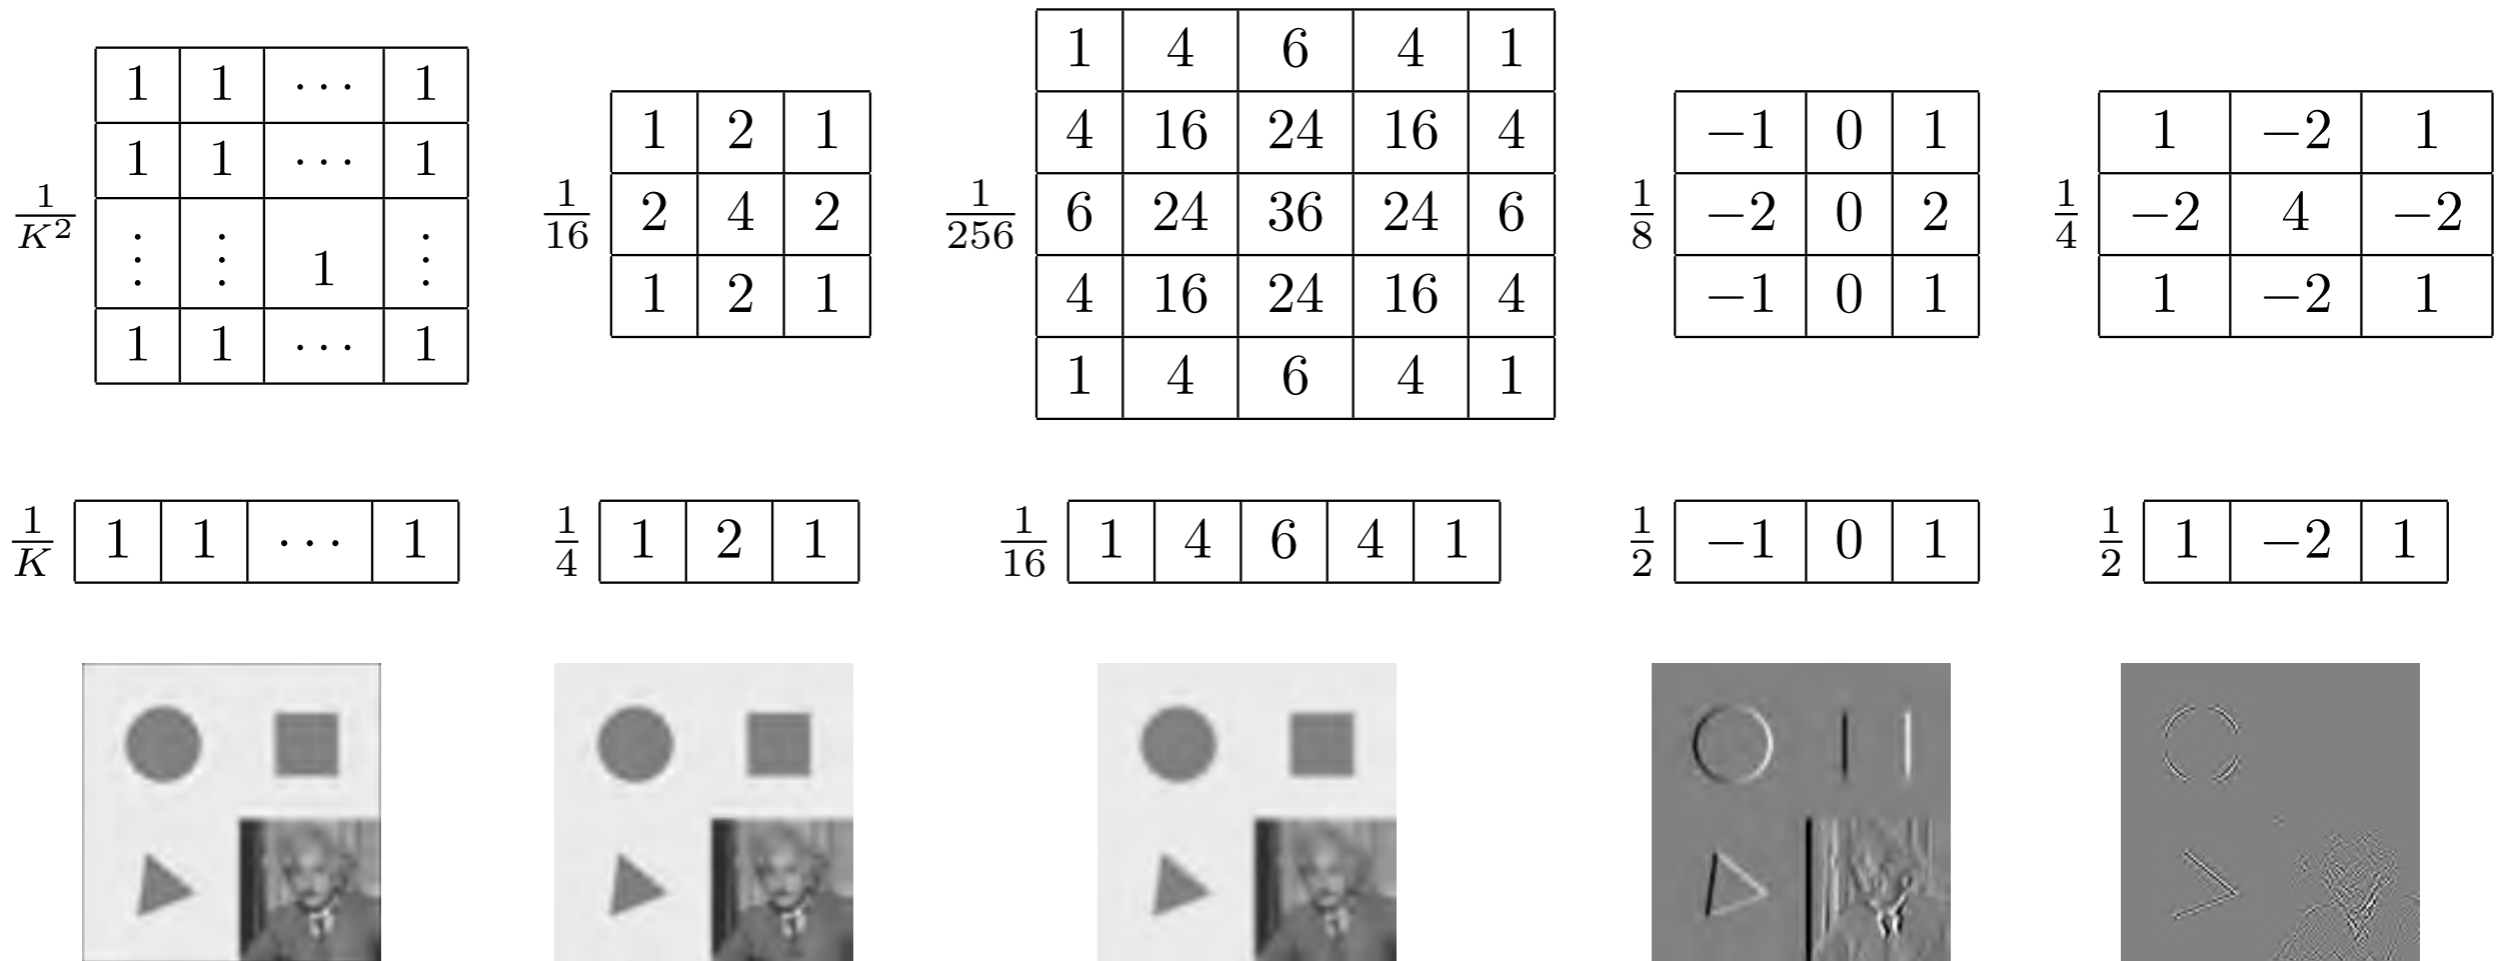 1/K² 1 1 ⋯ 1
1 1 ⋯ 1
⋮ ⋮ 1 ⋮
1 1 ⋯ 1
1/16 1 2 1
2 4 2
1 2 1
1/256 1 4 6 4 1
4 16 24 16 4
6 24 36 24 6
4 16 24 16 4
1 4 6 4 1
1/8 −1 0 1
−2 0 2
−1 0 1
1/4 1 −2 1
−2 4 −2
1 −2 1
1/K 1 1 ⋯ 1
1/4 1 2 1
1/16 1 4 6 4 1
1/2 −1 0 1
1/2 1 −2 1